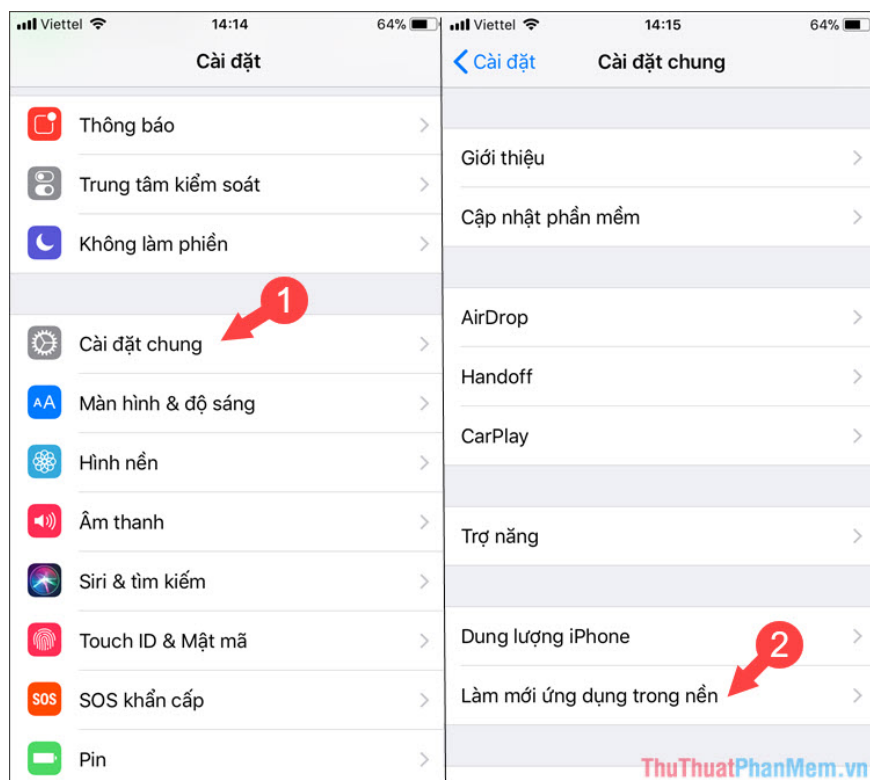 Viettel 14:14 64%
Cài đặt
Thông báo
Trung tâm kiểm soát
Không làm phiền
1
Cài đặt chung
AA Màn hình & độ sáng
Hình nền
Âm thanh
Siri & tìm kiếm
Touch ID & Mật mã
SOS SOS khẩn cấp
Pin
Viettel 14:15 64%
Cài đặt Cài đặt chung
Giới thiệu
Cập nhật phần mềm
AirDrop
Handoff
CarPlay
Trợ năng
Dung lượng iPhone
2
Làm mới ứng dụng trong nền
ThuThuatPhanMem.vn